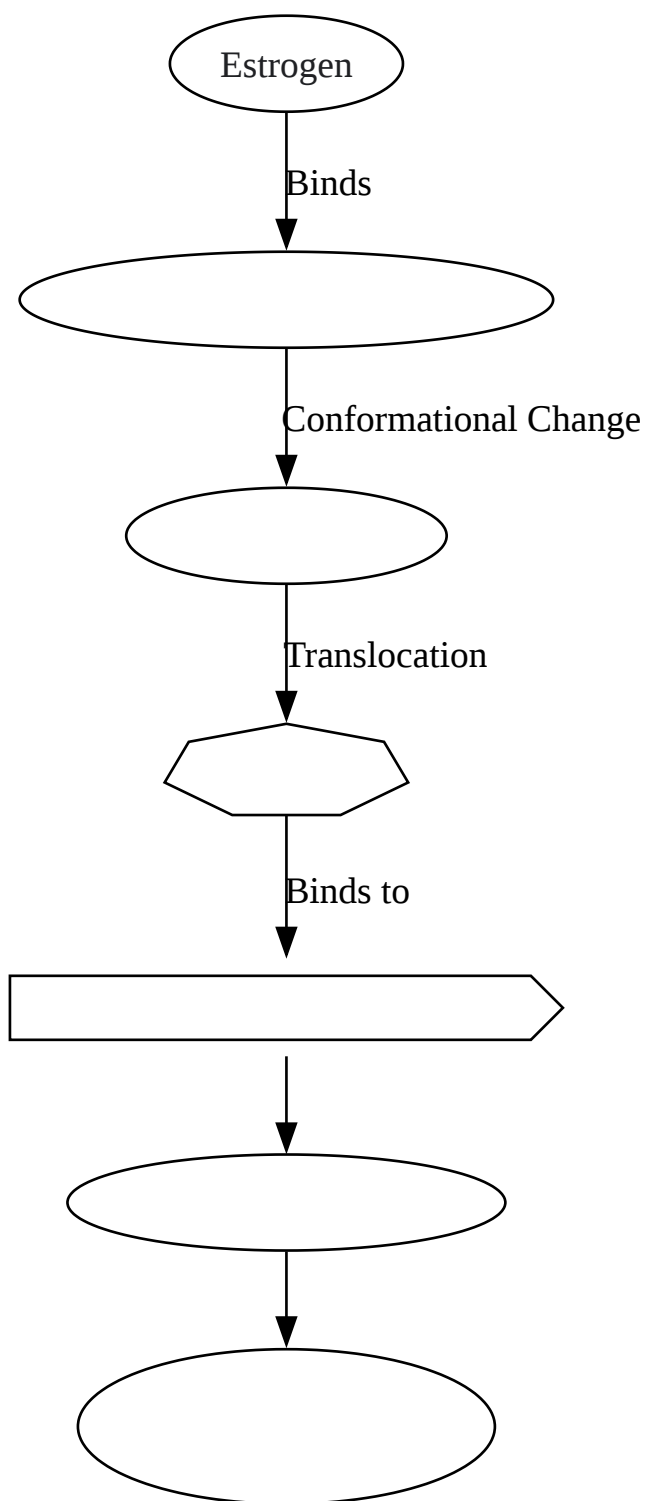 Estrogen
Binds
Conformational Change
Translocation
Binds to